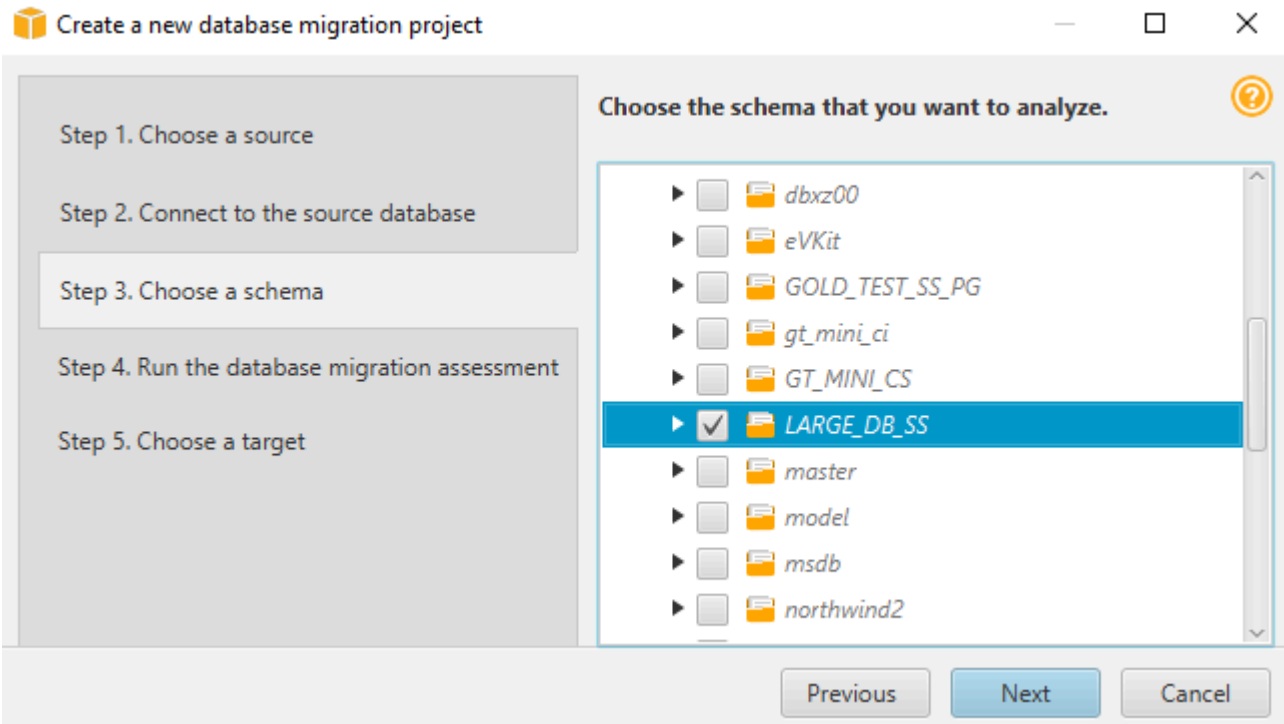 Create a new database migration project
Step 1. Choose a source
Step 2. Connect to the source database
Step 3. Choose a schema
Step 4. Run the database migration assessment
Step 5. Choose a target
Choose the schema that you want to analyze.
?
dbxz00
eVKit
GOLD_TEST_SS_PG
gt_mini_ci
GT_MINI_CS
LARGE_DB_SS
master
model
msdb
northwind2
Previous
Next
Cancel